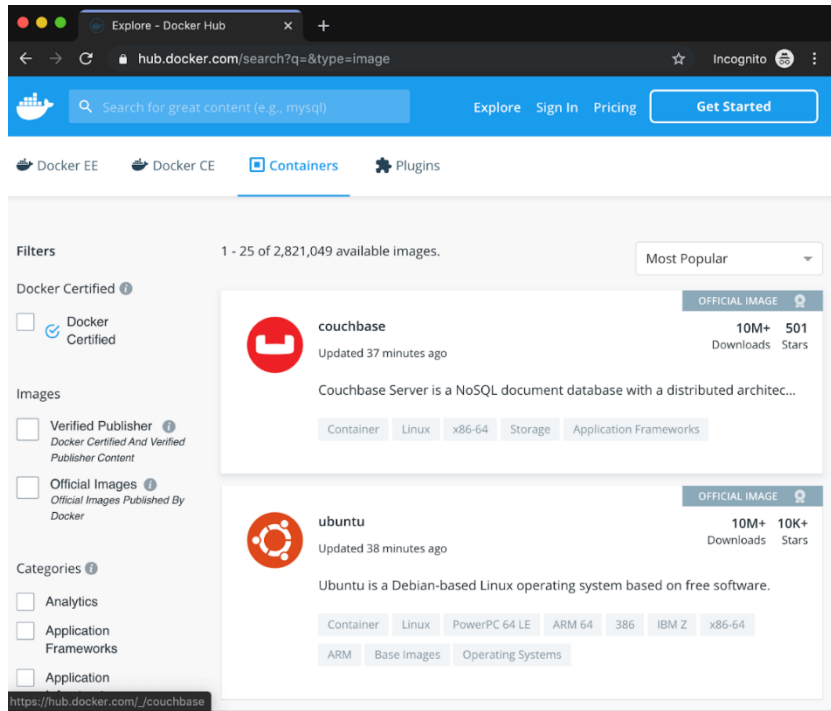 Explore - Docker Hub
hub.docker.com/search?q=&type=image
Incognito
Search for great content (e.g., mysql)
Explore Sign In Pricing Get Started
Docker EE Docker CE Containers Plugins
Filters
1 - 25 of 2,821,049 available images.
Most Popular
Docker Certified
Docker
Certified
Images
Verified Publisher
Docker Certified And Verified
Publisher Content
Official Images
Official Images Published By
Docker
Categories
Analytics
Application
Frameworks
Application
https://hub.docker.com/_/couchbase
OFFICIAL IMAGE
couchbase
10M+ 501
Updated 37 minutes ago
Downloads Stars
Couchbase Server is a NoSQL document database with a distributed architec...
Container Linux x86-64 Storage Application Frameworks
OFFICIAL IMAGE
ubuntu
10M+ 10K+
Updated 38 minutes ago
Downloads Stars
Ubuntu is a Debian-based Linux operating system based on free software.
Container Linux PowerPC 64 LE ARM 64 386 IBM Z x86-64
ARM Base Images Operating Systems